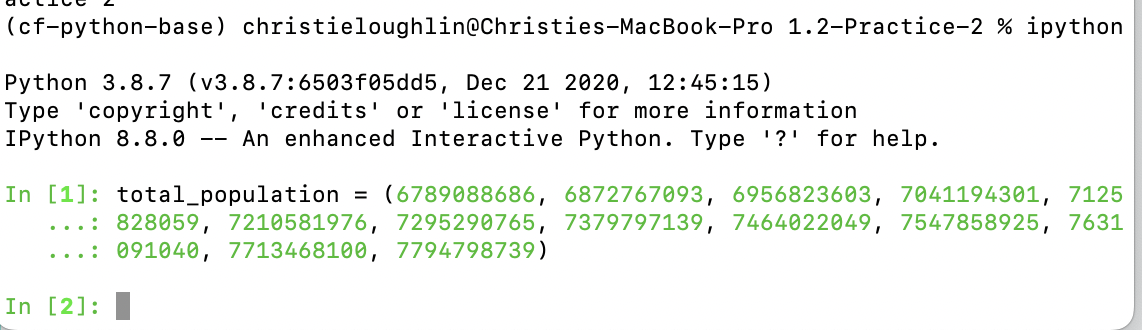 actice 2
(cf-python-base) christieloughlin@Christies-MacBook-Pro 1.2-Practice-2 % ipython
Python 3.8.7 (v3.8.7:6503f05dd5, Dec 21 2020, 12:45:15)
Type 'copyright', 'credits' or 'license' for more information
IPython 8.8.0 -- An enhanced Interactive Python. Type '?' for help.
In [1]: total_population = (6789088686, 6872767093, 6956823603, 7041194301, 7125
...: 828059, 7210581976, 7295290765, 7379797139, 7464022049, 7547858925, 7631
...: 091040, 7713468100, 7794798739)
In [2]: